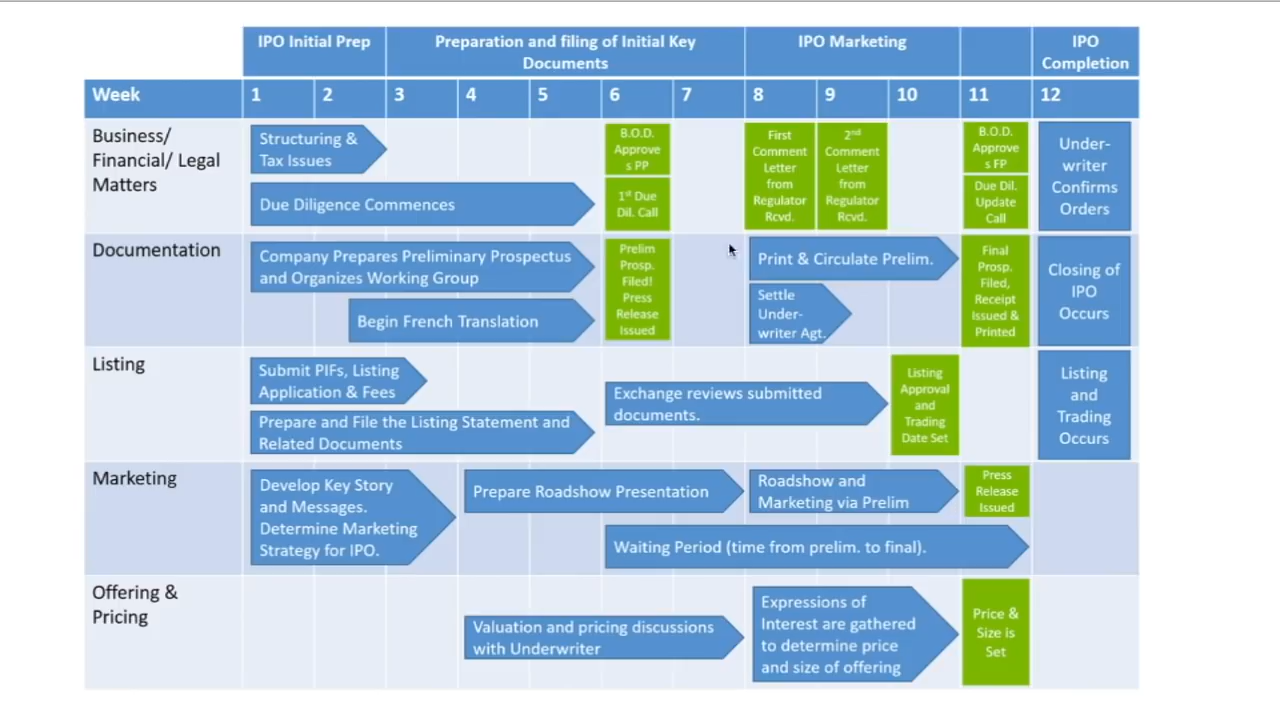 IPO Initial Prep
Preparation and filing of Initial Key
Documents
IPO Marketing
IPO
Completion
Week
1
2
3
4
5
6
7
8
9
10
11
12
Business/
Financial/ Legal
Matters
Structuring &
Tax Issues
Due Diligence Commences
B.O.D.
Approve
s PP
1st Due
Dil. Call
First
Comment
Letter
from
Regulator
Rcvd.
2nd
Comment
Letter
from
Regulator
Rcvd.
B.O.D.
Approve
s FP
Due Dil.
Update
Call
Under-
writer
Confirms
Orders
Documentation
Company Prepares Preliminary Prospectus
and Organizes Working Group
Begin French Translation
Prelim
Prosp.
Filed!
Press
Release
Issued
Print & Circulate Prelim.
Settle
Under-
writer Agt.
Final
Prosp.
Filed,
Receipt
Issued &
Printed
Closing of
IPO
Occurs
Listing
Submit PIFs, Listing
Application & Fees
Prepare and File the Listing Statement and
Related Documents
Exchange reviews submitted
documents.
Listing
Approval
and
Trading
Date Set
Listing
and
Trading
Occurs
Marketing
Develop Key Story
and Messages.
Determine Marketing
Strategy for IPO.
Prepare Roadshow Presentation
Roadshow and
Marketing via Prelim
Press
Release
Issued
Waiting Period (time from prelim. to final).
Offering &
Pricing
Valuation and pricing discussions
with Underwriter
Expressions of
Interest are gathered
to determine price
and size of offering
Price &
Size is
Set